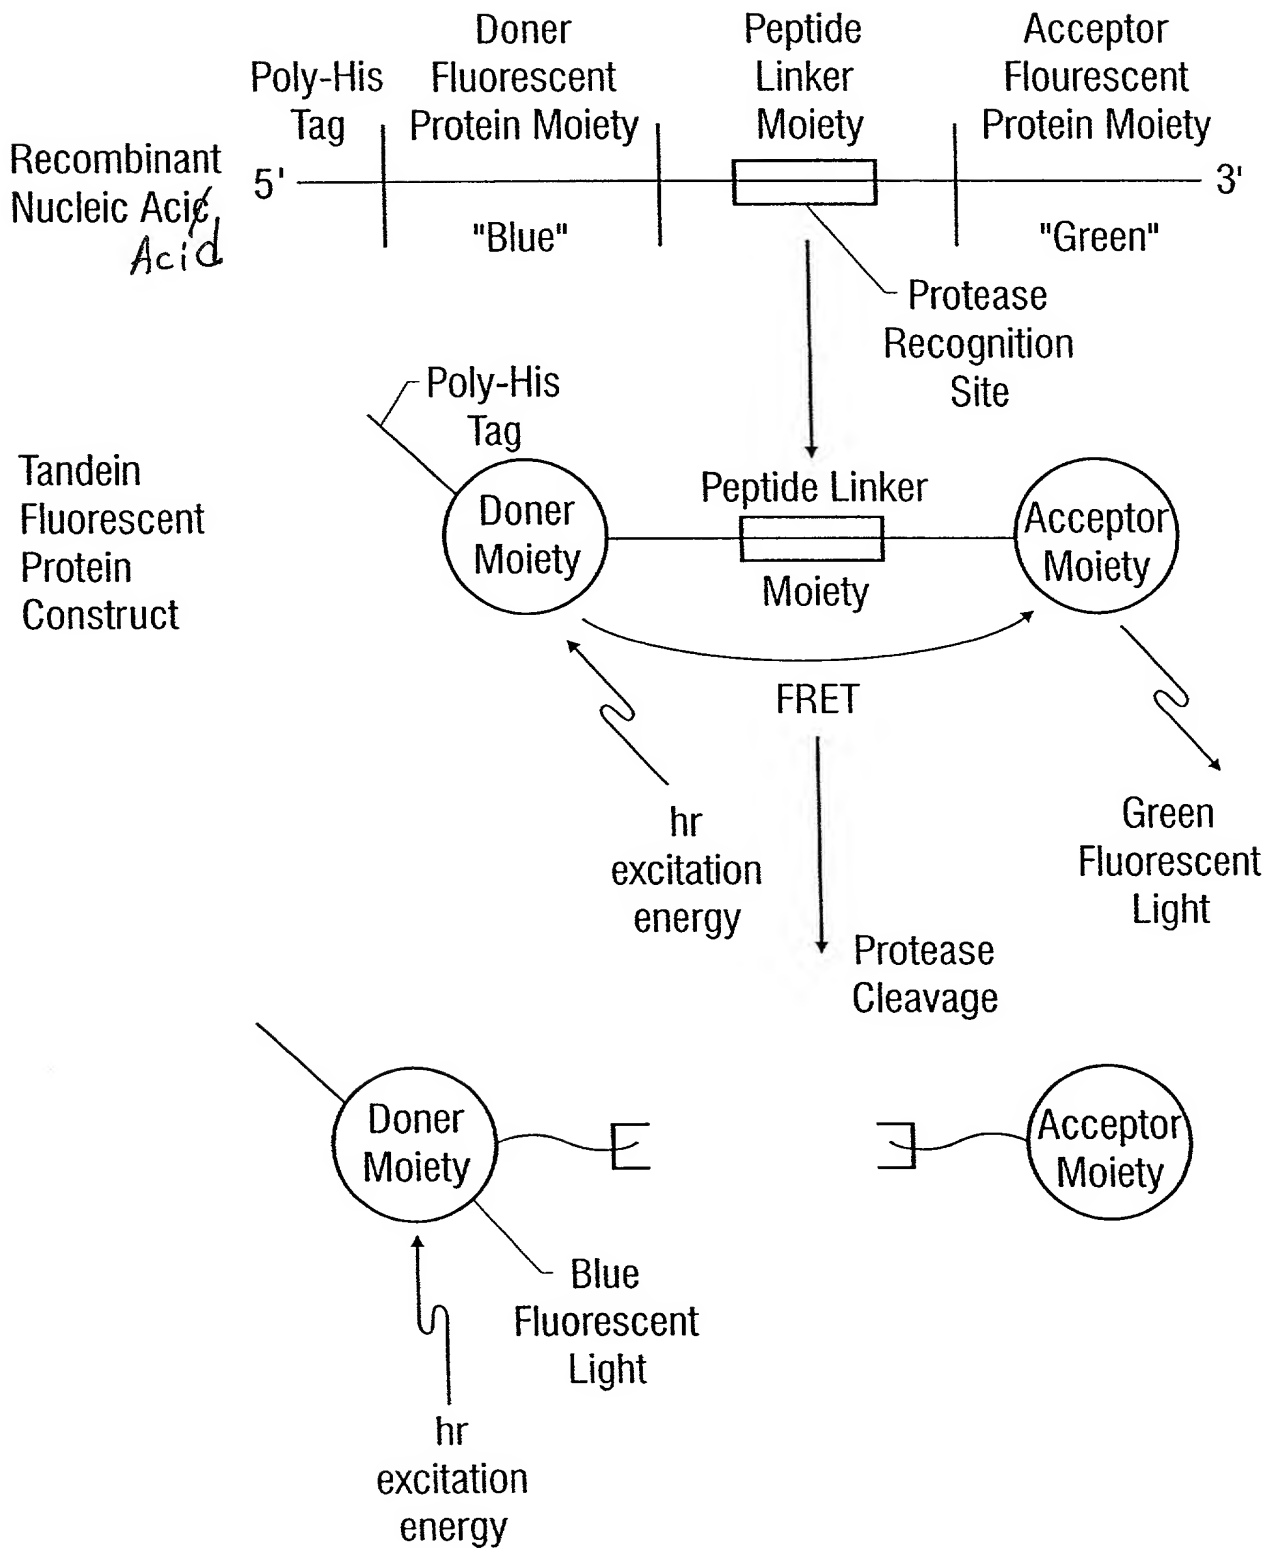 Poly-His
Tag
Doner
Fluorescent
Protein Moiety
Peptide
Linker
Moiety
Acceptor
Flourescent
Protein Moiety
Recombinant
Nucleic Acid
Acid
5'
3'
"Blue"
"Green"
Protease
Recognition
Site
Poly-His
Tag
Tandein
Fluorescent
Protein
Construct
Doner
Moiety
Peptide Linker
Moiety
Acceptor
Moiety
FRET
hr
excitation
energy
Green
Fluorescent
Light
Protease
Cleavage
Doner
Moiety
Acceptor
Moiety
Blue
Fluorescent
Light
hr
excitation
energy